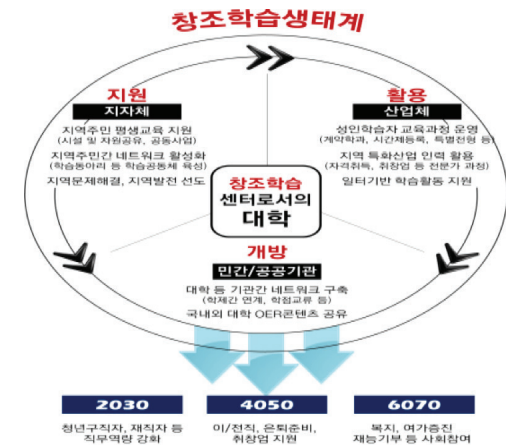 창조학습생태계
지원
지자체
지역주민 평생교육 지원
(시설 및 자원공유, 공동사업)
지역주민간 네트워크 활성화
(학습동아리 등 학습공동체 육성)
지역문제해결, 지역발전 선도
활용
산업체
성인학습자 교육과정 운영
(계약학과, 시간제등록, 특별전형 등)
지역 특화산업 인력 활용
(자격취득, 취창업 등 전문가 과정)
일터기반 학습활동 지원
창조학습
센터로서의
대학
개방
민간/공공기관
대학 등 기관간 네트워크 구축
(학제간 연계, 학점교류 등)
국내외 대학 OER콘텐츠 공유
2030
청년구직자, 재직자 등
직무역량 강화
4050
이/전직, 은퇴준비,
취창업 지원
6070
복지, 여가증진
재능기부 등 사회참여